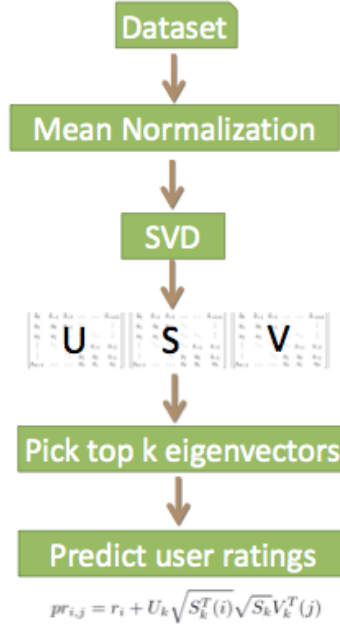 Dataset
Mean Normalization
SVD
U S V
Pick top k eigenvectors
Predict user ratings
pr_{i,j} = r_i + U_k\sqrt{S_k^T(i)}\sqrt{S_k}V_k^T(j)